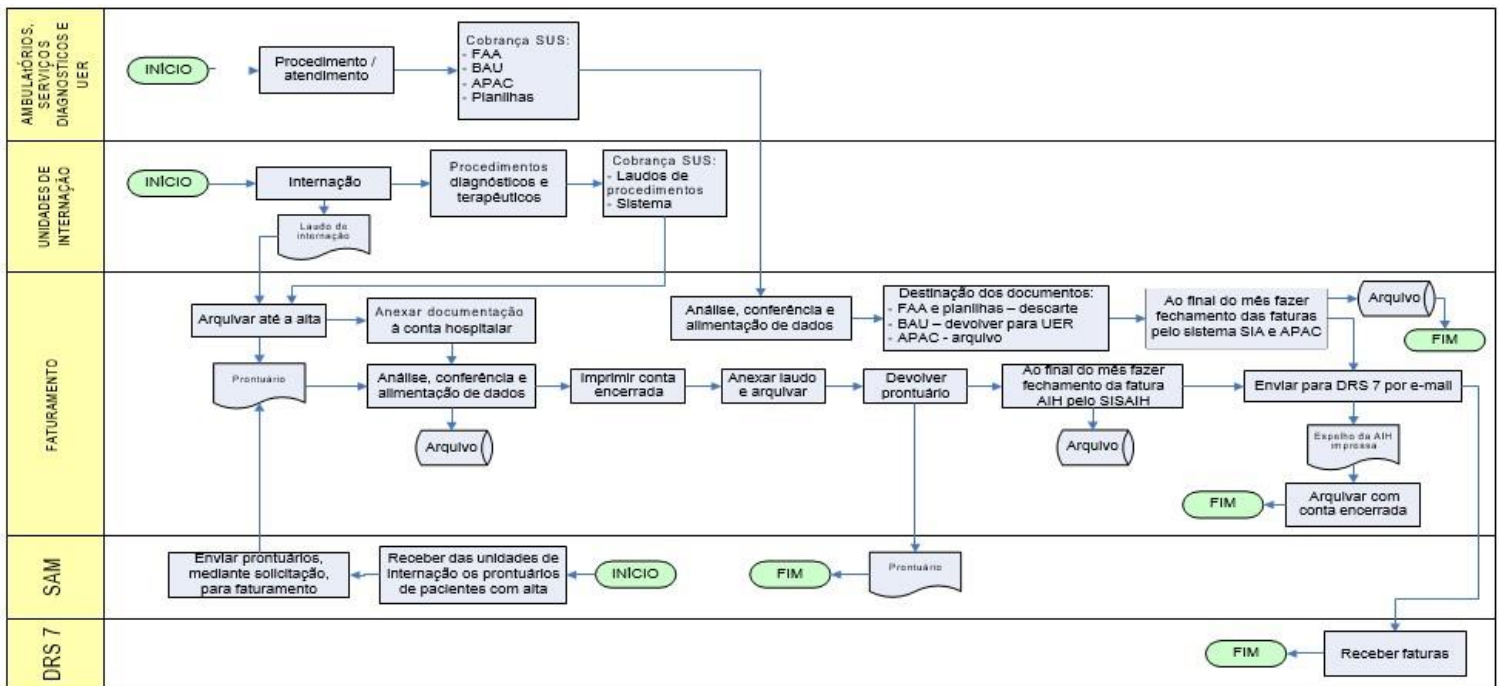 AMBULATÓRIOS,
SERVIÇOS
DIAGNOSTICOS E
UER
INÍCIO
Procedimento /
atendimento
Cobrança SUS:
- FAA
- BAU
- APAC
- Planilhas
UNIDADES DE
INTERNAÇÃO
INÍCIO
Internação
Laudo de
internação
Procedimentos
diagnósticos e
terapêuticos
Cobrança SUS:
- Laudos de
procedimentos
- Sistema
FATURAMENTO
Arquivar até a alta
Anexar documentação
à conta hospitalar
Análise, conferência e
alimentação de dados
Destinação dos documentos:
- FAA e planilhas – descarte
- BAU – devolver para UER
- APAC - arquivo
Ao final do mês fazer
fechamento das faturas
pelo sistema SIA e APAC
Arquivo
FIM
Prontuário
Análise, conferência e
alimentação de dados
Imprimir conta
encerrada
Anexar laudo
e arquivar
Devolver
prontuário
Ao final do mês fazer
fechamento da fatura
AIH pelo SISAIH
Enviar para DRS 7 por e-mail
Arquivo
Arquivo
Espelho da AIH
impressa
FIM
Arquivar com
conta encerrada
SAM
Enviar prontuários,
mediante solicitação,
para faturamento
Receber das unidades de
internação os prontuários
de pacientes com alta
INÍCIO
FIM
Prontuário
DRS 7
FIM
Receber faturas